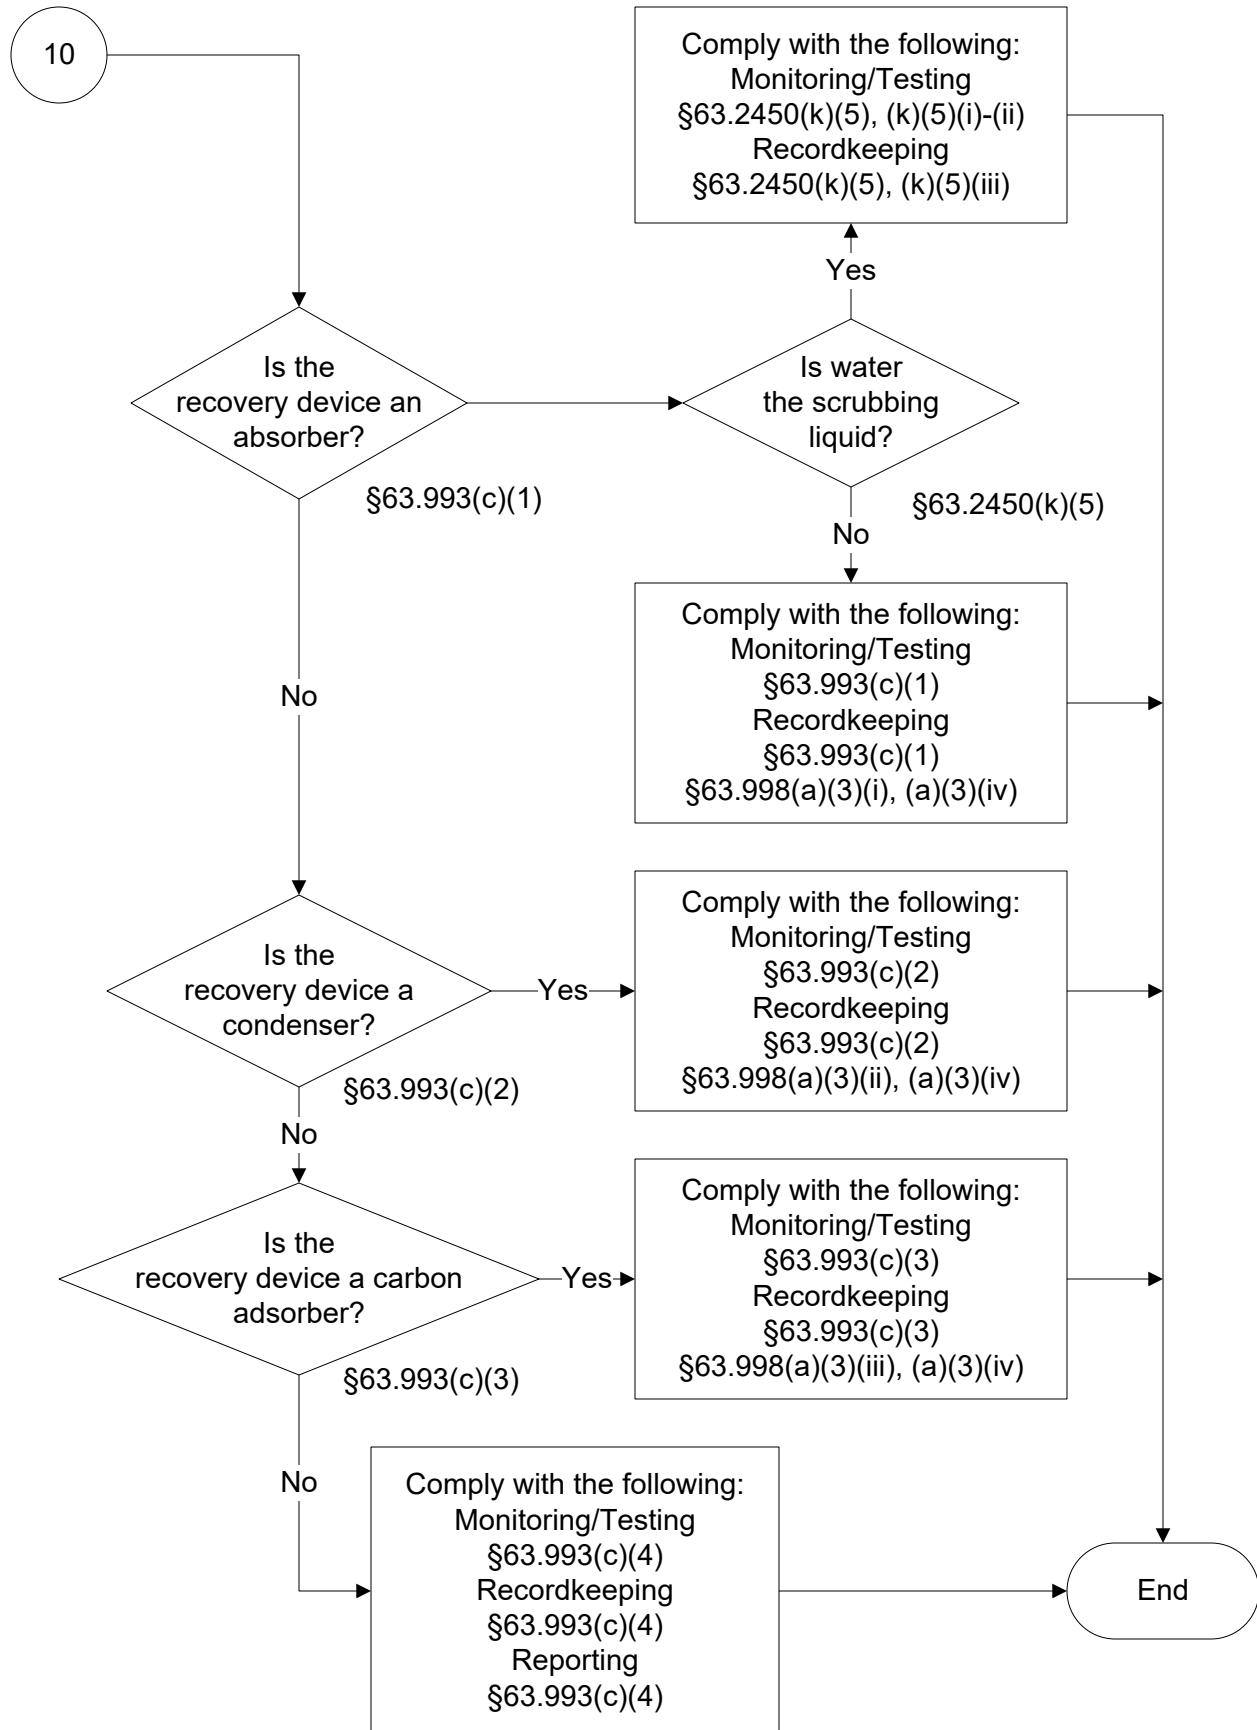 10
Comply with the following:
Monitoring/Testing
§63.2450(k)(5), (k)(5)(i)-(ii)
Recordkeeping
§63.2450(k)(5), (k)(5)(iii)
Yes
Is the
recovery device an
absorber?
§63.993(c)(1)
Is water
the scrubbing
liquid?
§63.2450(k)(5)
No
Comply with the following:
Monitoring/Testing
§63.993(c)(1)
Recordkeeping
§63.993(c)(1)
§63.998(a)(3)(i), (a)(3)(iv)
No
Is the
recovery device a
condenser?
§63.993(c)(2)
Yes
Comply with the following:
Monitoring/Testing
§63.993(c)(2)
Recordkeeping
§63.993(c)(2)
§63.998(a)(3)(ii), (a)(3)(iv)
No
Is the
recovery device a carbon
adsorber?
§63.993(c)(3)
Yes
Comply with the following:
Monitoring/Testing
§63.993(c)(3)
Recordkeeping
§63.993(c)(3)
§63.998(a)(3)(iii), (a)(3)(iv)
No
Comply with the following:
Monitoring/Testing
§63.993(c)(4)
Recordkeeping
§63.993(c)(4)
Reporting
§63.993(c)(4)
End